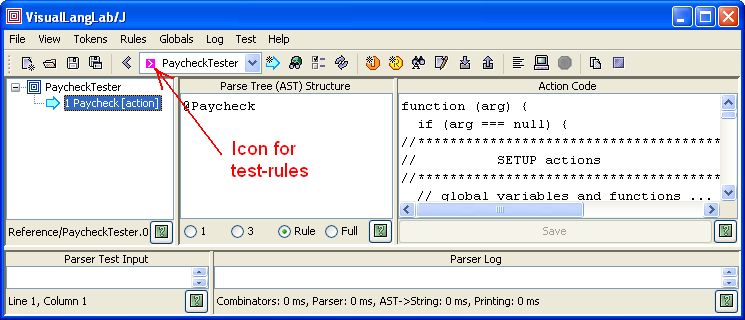 VisualLangLab/J
File View Tokens Rules Globals Log Test Help
PaycheckTester
PaycheckTester
1 Paycheck [action]
Reference/PaycheckTester.0
Parse Tree (AST) Structure
@Paycheck
Icon for
test-rules
1 3 Rule Full
Action Code
function (arg) {
if (arg === null) {
//****************************************
// SETUP actions
//****************************************
// global variables and functions ...
Save
Parser Test Input
Line 1, Column 1
Parser Log
Combinators: 0 ms, Parser: 0 ms, AST->String: 0 ms, Printing: 0 ms